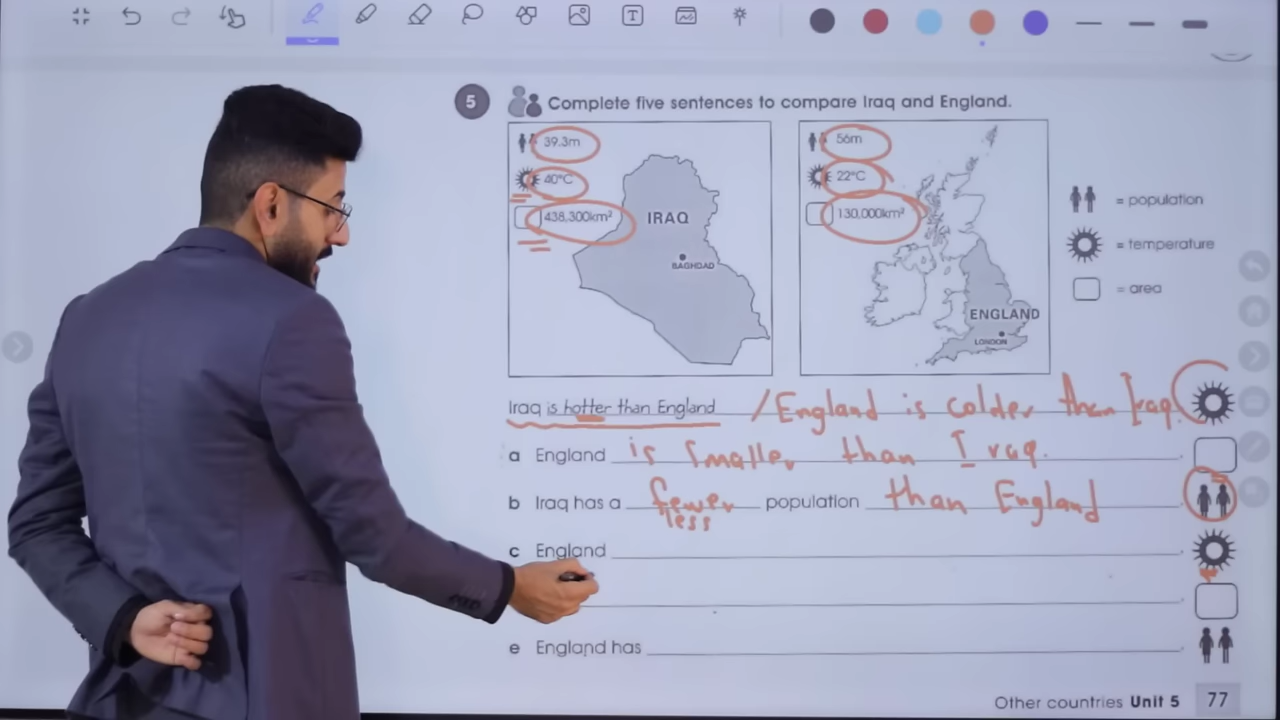 T
5 Complete five sentences to compare Iraq and England.
39.3m
40°C
438,300km²
IRAQ
BAGHDAD
56m
22°C
130,000km²
ENGLAND
LONDON
= population
= temperature
= area
Iraq is hotter than England / England is colder than Iraq.
a England is smaller than Iraq.
b Iraq has a fewer population than England
less
c England
e England has
Other countries Unit 5 77